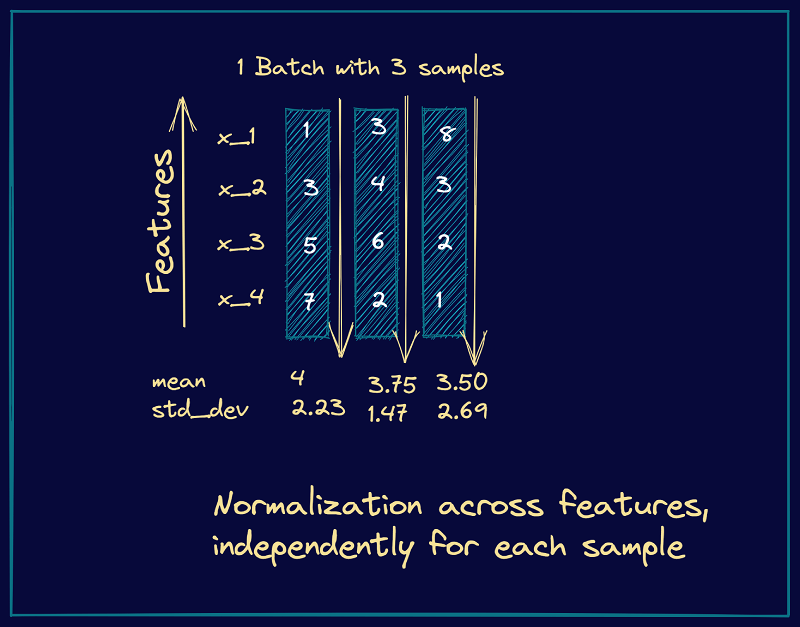 1 Batch with 3 samples
Features
x_1 1 3 8
x_2 3 4 3
x_3 5 6 2
x_4 7 2 1
mean 4 3.75 3.50
std_dev 2.23 1.47 2.69
Normalization across features,
independently for each sample